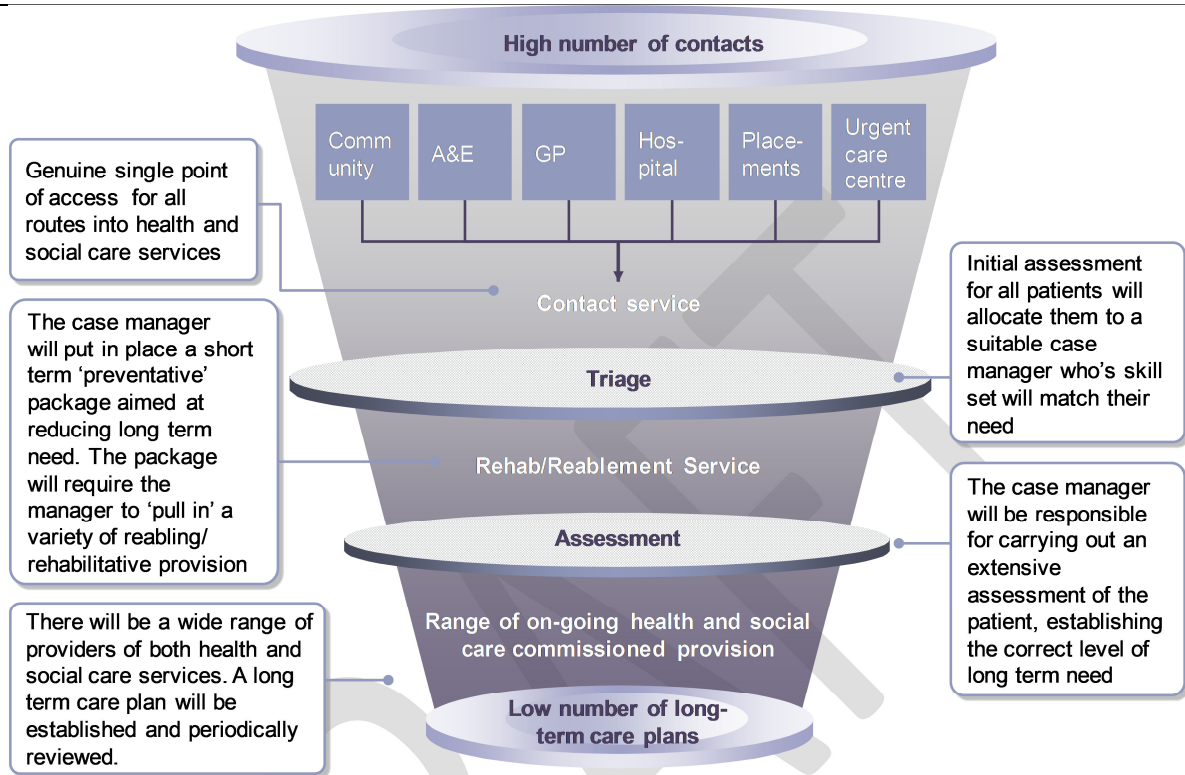 High number of contacts
Comm
unity
A&E
GP
Hos-
pital
Place-
ments
Urgent
care
centre
Genuine single point
of access for all
routes into health and
social care services
Contact service
Initial assessment
for all patients will
allocate them to a
suitable case
manager who's skill
set will match their
need
Triage
The case manager
will put in place a short
term ‘preventative’
package aimed at
reducing long term
need. The package
will require the
manager to ‘pull in’ a
variety of reabling/
rehabilitative provision
Rehab/Reablement Service
Assessment
The case manager
will be responsible
for carrying out an
extensive
assessment of the
patient, establishing
the correct level of
long term need
Range of on-going health and social
care commissioned provision
There will be a wide range of
providers of both health and
social care services. A long
term care plan will be
established and periodically
reviewed.
Low number of long-
term care plans